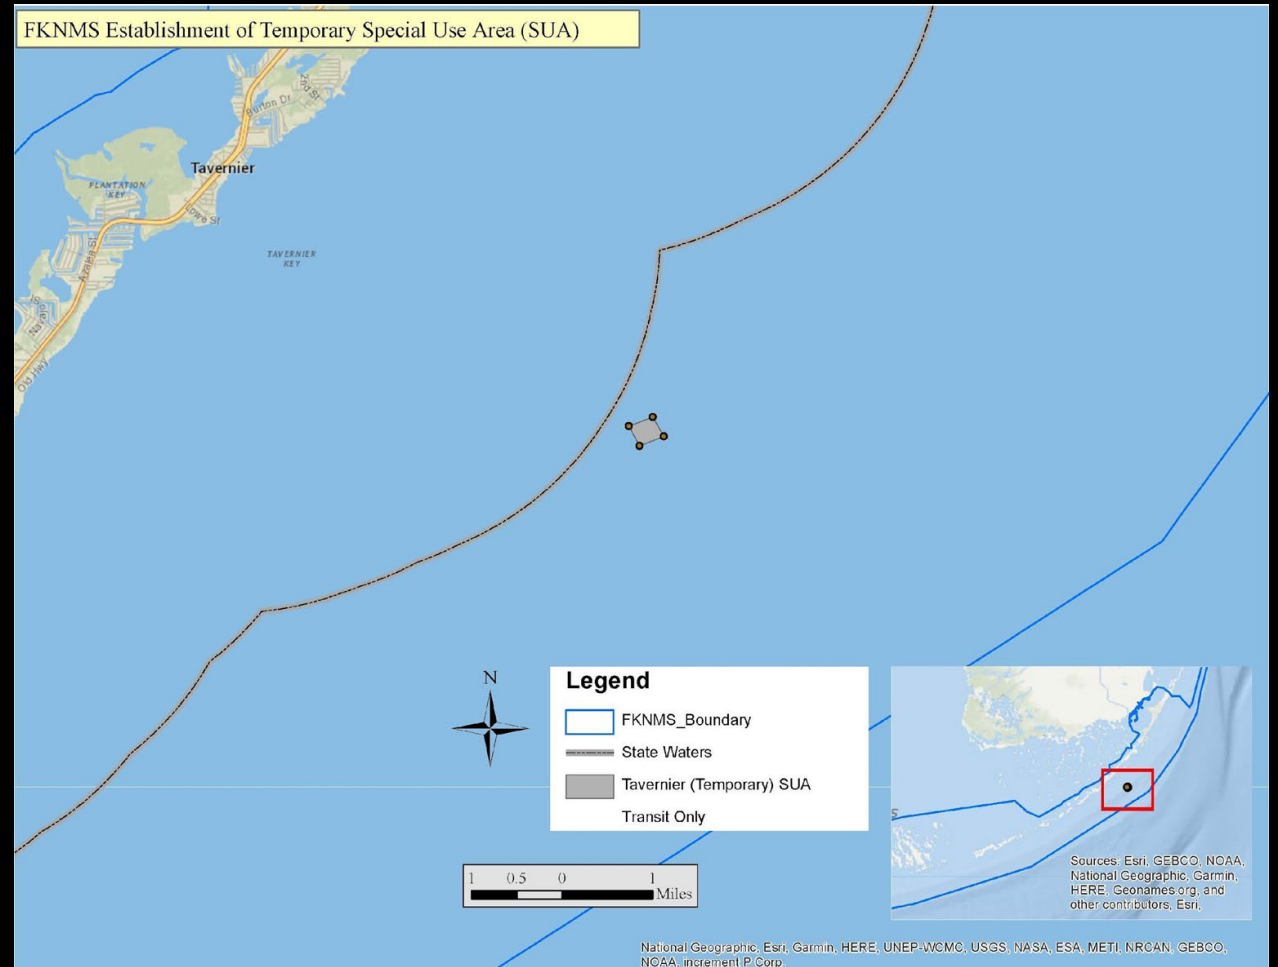 FKNMS Establishment of Temporary Special Use Area (SUA)
2nd St
Burton Dr
Tavernier
PLANTATION
KEY
Lowe St
Azalea St
TAVERNIER
KEY
Navajo
Old Hwy
N
Legend
FKNMS_Boundary
State Waters
Tavernier (Temporary) SUA
Transit Only
1 0.5 0 1
Miles
S
Sources: Esri, GEBCO, NOAA,
National Geographic, Garmin,
HERE, Geonames.org, and
other contributors, Esri,
National Geographic, Esri, Garmin, HERE, UNEP-WCMC, USGS, NASA, ESA, METI, NRCAN, GEBCO,
NOAA, increment P Corp.